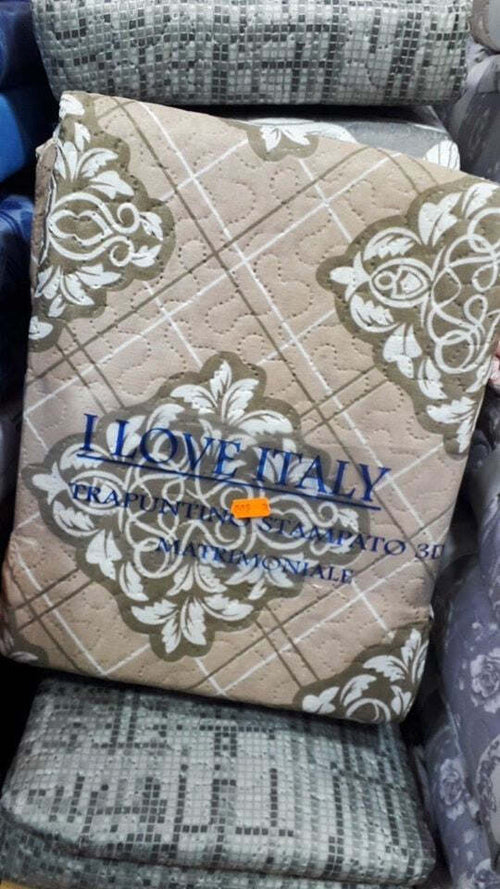 I LOVE ITALY
TRAPUNTINO STAMPATO 3D
MATRIMONIALE